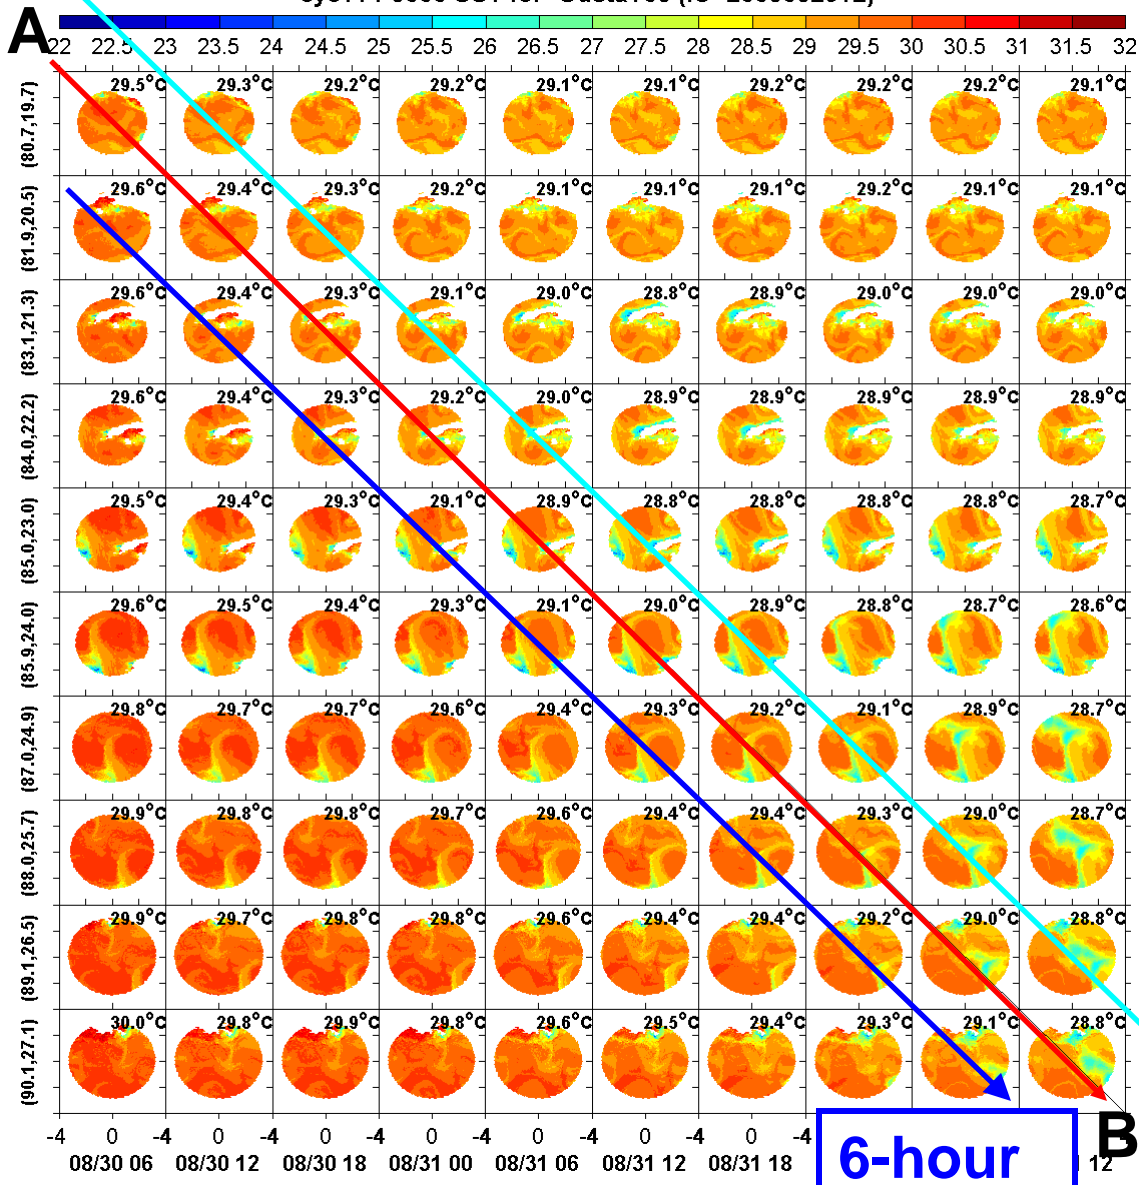 A
22 22.5 23 23.5 24 24.5 25 25.5 26 26.5 27 27.5 28 28.5 29 29.5 30 30.5 31 31.5 32
(80.7,19.7) 29.5°C 29.3°C 29.2°C 29.2°C 29.1°C 29.1°C 29.2°C 29.2°C 29.2°C 29.1°C
(81.9,20.5) 29.6°C 29.4°C 29.3°C 29.2°C 29.1°C 29.1°C 29.1°C 29.2°C 29.1°C 29.1°C
(83.1,21.3) 29.6°C 29.4°C 29.3°C 29.1°C 29.0°C 28.8°C 28.9°C 29.0°C 29.0°C 29.0°C
(84.0,22.2) 29.6°C 29.4°C 29.3°C 29.2°C 29.0°C 28.9°C 28.9°C 28.9°C 28.9°C 28.9°C
(85.0,23.0) 29.5°C 29.4°C 29.3°C 29.1°C 28.9°C 28.8°C 28.8°C 28.8°C 28.8°C 28.7°C
(85.9,24.0) 29.6°C 29.5°C 29.4°C 29.3°C 29.1°C 29.0°C 28.9°C 28.8°C 28.7°C 28.6°C
(87.0,24.9) 29.8°C 29.7°C 29.7°C 29.6°C 29.4°C 29.3°C 29.2°C 29.1°C 28.9°C 28.7°C
(88.0,25.7) 29.9°C 29.8°C 29.8°C 29.7°C 29.6°C 29.4°C 29.4°C 29.3°C 29.0°C 28.7°C
(89.1,26.5) 29.9°C 29.7°C 29.8°C 29.8°C 29.6°C 29.4°C 29.4°C 29.2°C 29.0°C 28.8°C
(90.1,27.1) 30.0°C 29.8°C 29.9°C 29.8°C 29.6°C 29.5°C 29.4°C 29.3°C 29.1°C 28.8°C
-4 0 -4 0 -4 0 -4 0 -4 0 -4 0 -4 0 -4
08/30 06 08/30 12 08/30 18 08/31 00 08/31 06 08/31 12 08/31 18 12
6-hour
B